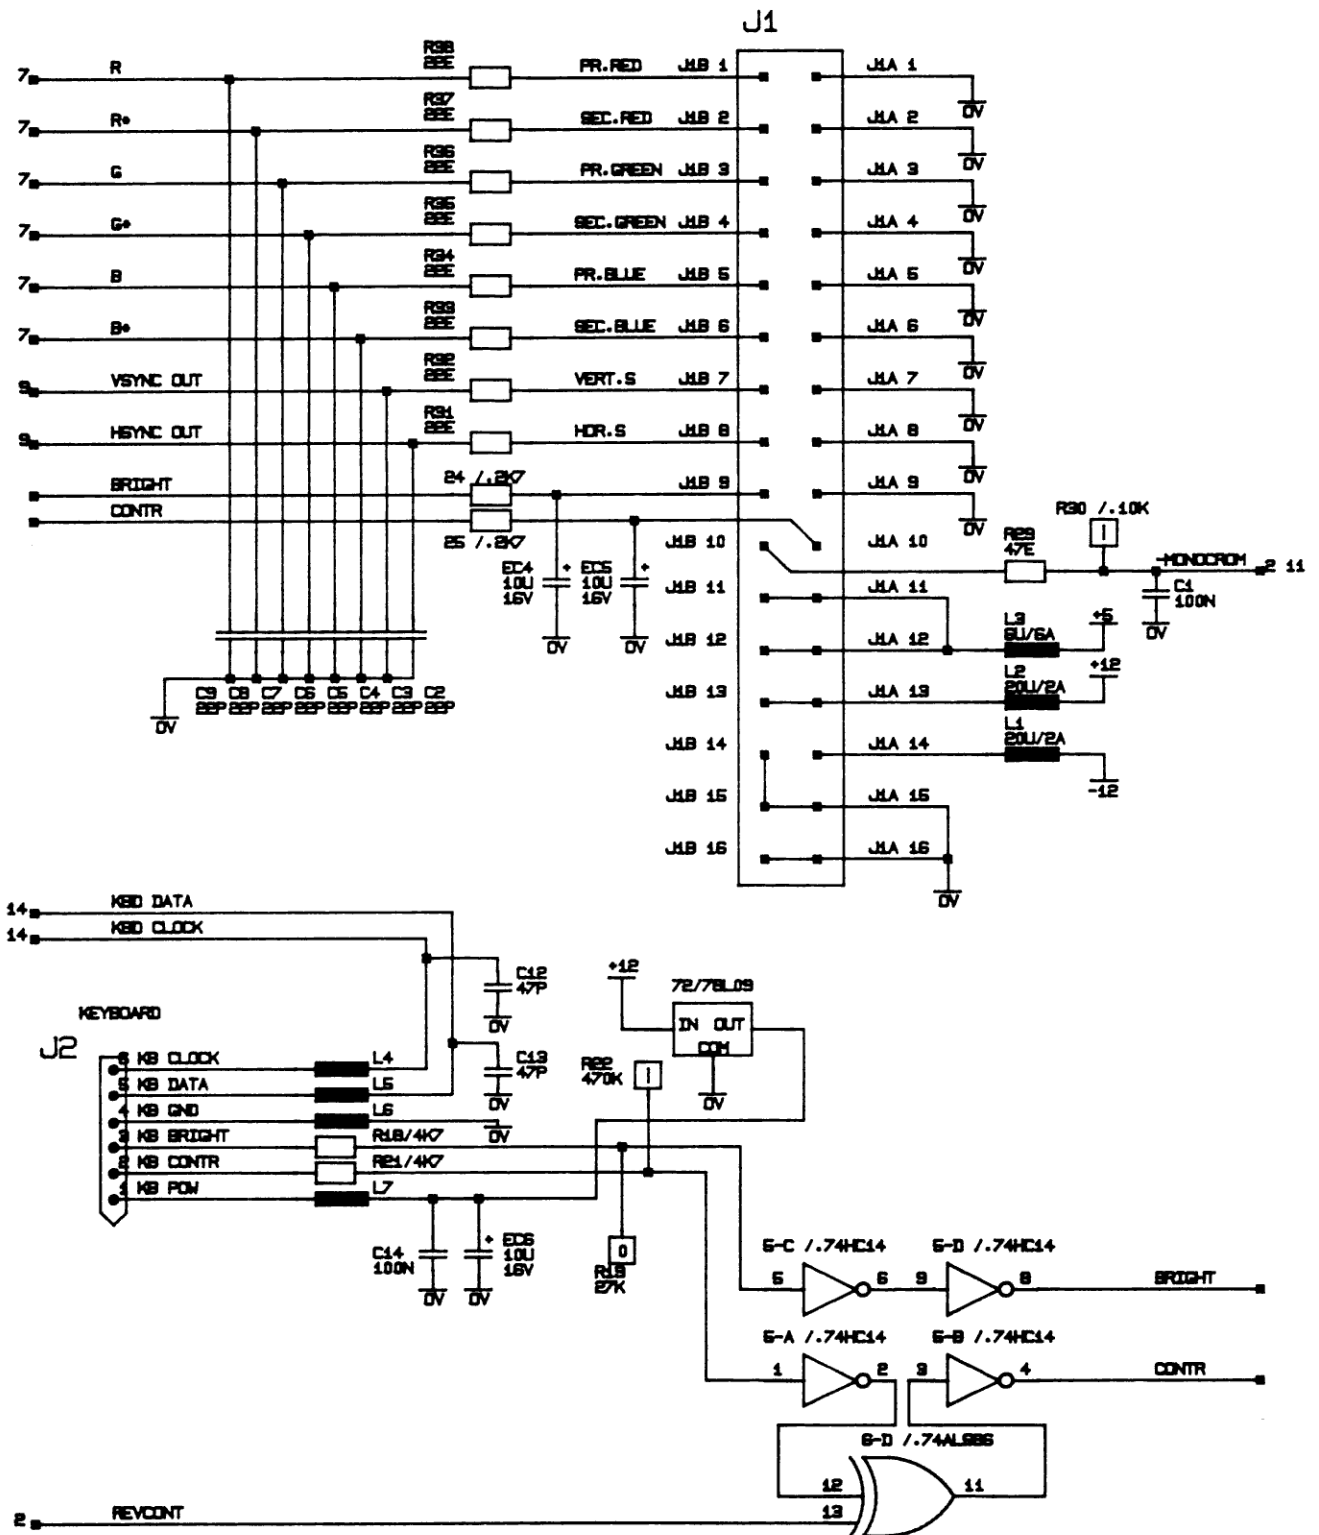 J1
7 R R38 22E PR.RED J1B 1 J1A 1 0V
7 R* R37 22E SEC.RED J1B 2 J1A 2 0V
7 G R36 22E PR.GREEN J1B 3 J1A 3 0V
7 G* R35 22E SEC.GREEN J1B 4 J1A 4 0V
7 B R34 22E PR.BLUE J1B 5 J1A 5 0V
7 B* R33 22E SEC.BLUE J1B 6 J1A 6 0V
9 VSYNC OUT R32 22E VERT.S J1B 7 J1A 7 0V
9 HSYNC OUT R31 22E HOR.S J1B 8 J1A 8 0V
BRIGHT 24 /.2K7 J1B 9 J1A 9 0V
CONTR 25 /.2K7 J1B 10 J1A 10
R30 /.10K
R29
47E
-MONOCROM 2 11
C1
100N
0V
EC4 + EC5 +
10U 10U
16V 16V
0V 0V
J1B 11 J1A 11
J1B 12 J1A 12
L3 +5
6U/6A
J1B 13 J1A 13
L2 +12
20U/2A
J1B 14 J1A 14
L1
20U/2A
-12
J1B 15 J1A 15
J1B 16 J1A 16
0V
C9 C8 C7 C6 C5 C4 C3 C2
22P 22P 22P 22P 22P 22P 22P 22P
0V
14 KBD DATA
14 KBD CLOCK
C12
47P
0V
+12
72/78L09
IN OUT
COM
0V
KEYBOARD
J2
6 KB CLOCK L4
5 KB DATA L5
4 KB GND L6
3 KB BRIGHT R18/4K7
2 KB CONTR R21/4K7
1 KB POW L7
C13
47P
0V
0V
R22
470K
1
C14
100N
0V
+ EC6
10U
16V
0V
0
R19
27K
5-C /.74HC14 5-D /.74HC14
5 6 9 8 BRIGHT
5-A /.74HC14 5-B /.74HC14
1 2 3 4 CONTR
6-D /.74ALS86
12 11
13
2 REVCONT